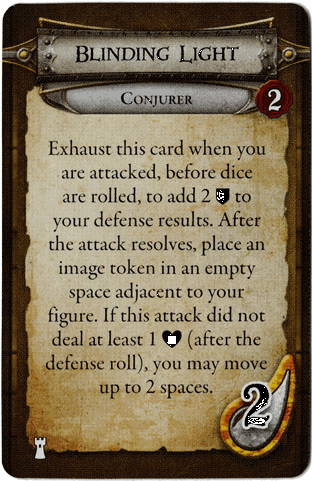 Blinding Light
Conjurer
2
Exhaust this card when you
are attacked, before dice
are rolled, to add 2 to
your defense results. After
the attack resolves, place an
image token in an empty
space adjacent to your
figure. If this attack did not
deal at least 1 (after the
defense roll), you may move
up to 2 spaces.
2